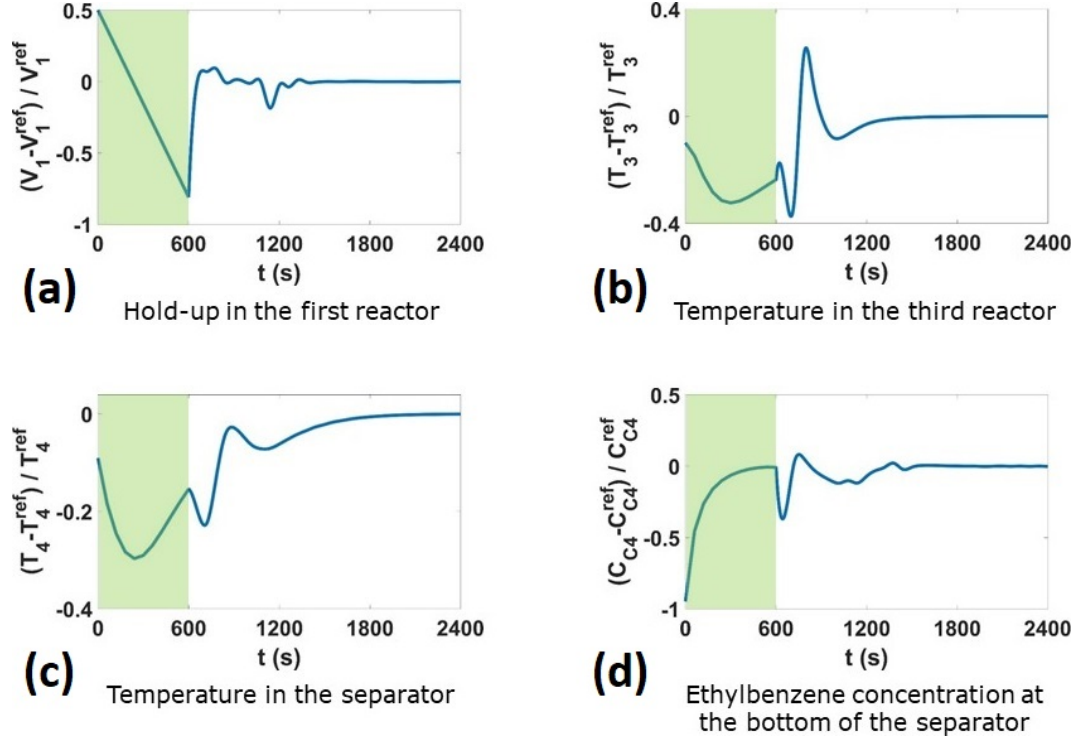 0.5
0
-0.5
-1
(V1-V1ref) / V1ref
0 600 1200 1800 2400
t (s)
(a)
Hold-up in the first reactor
0.4
0
-0.4
(T3-T3ref) / T3ref
0 600 1200 1800 2400
t (s)
(b)
Temperature in the third reactor
0
-0.2
-0.4
(T4-T4ref) / T4ref
0 600 1200 1800 2400
t (s)
(c)
Temperature in the separator
0.5
0
-0.5
-1
(CC4-CC4ref) / CC4ref
0 600 1200 1800 2400
t (s)
(d)
Ethylbenzene concentration at
the bottom of the separator